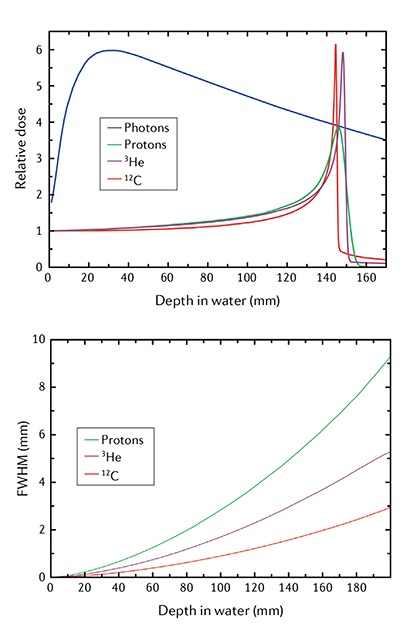 6
5
4
3
2
1
0
Relative dose
Photons
Protons
³He
¹²C
0 20 40 60 80 100 120 140 160
Depth in water (mm)
10
8
6
4
2
0
FWHM (mm)
Protons
³He
¹²C
0 20 40 60 80 100 120 140 160 180
Depth in water (mm)